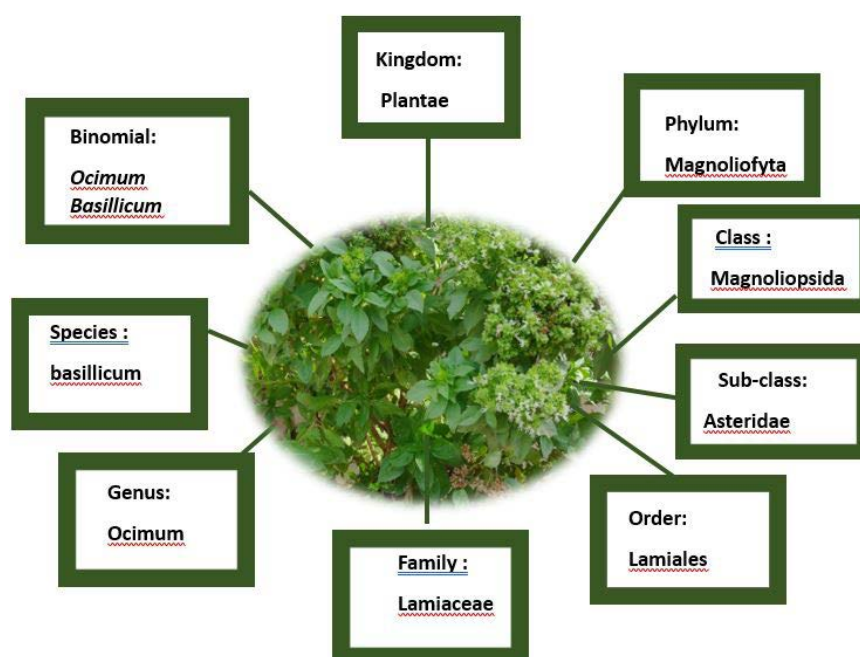 Kingdom:
Plantae
Phylum:
Magnoliofyta
Class :
Magnoliopsida
Sub-class:
Asteridae
Order:
Lamiales
Family :
Lamiaceae
Genus:
Ocimum
Species :
basillicum
Binomial:
Ocimum
Basillicum